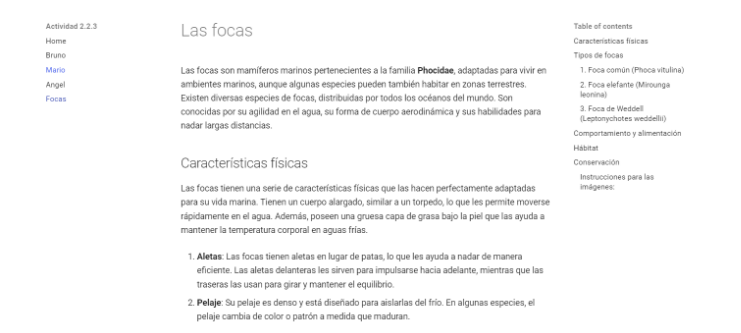 Actividad 2.2.3
Home
Bruno
Mario
Angel
Focas
Las focas
Las focas son mamíferos marinos pertenecientes a la familia Phocidae, adaptadas para vivir en
ambientes marinos, aunque algunas especies pueden también habitar en zonas terrestres.
Existen diversas especies de focas, distribuidas por todos los océanos del mundo. Son
conocidas por su agilidad en el agua, su forma de cuerpo aerodinámica y sus habilidades para
nadar largas distancias.
Características físicas
Las focas tienen una serie de características físicas que las hacen perfectamente adaptadas
para su vida marina. Tienen un cuerpo alargado, similar a un torpedo, lo que les permite moverse
rápidamente en el agua. Además, poseen una gruesa capa de grasa bajo la piel que las ayuda a
mantener la temperatura corporal en aguas frías.
1. Aletas: Las focas tienen aletas en lugar de patas, lo que les ayuda a nadar de manera
eficiente. Las aletas delanteras les sirven para impulsarse hacia adelante, mientras que las
traseras las usan para girar y mantener el equilibrio.
2. Pelaje: Su pelaje es denso y está diseñado para aislarlas del frío. En algunas especies, el
pelaje cambia de color o patrón a medida que maduran.
Table of contents
Características físicas
Tipos de focas
1. Foca común (Phoca vitulina)
2. Foca elefante (Mirounga
leonina)
3. Foca de Weddell
(Leptonychotes weddellii)
Comportamiento y alimentación
Hábitat
Conservación
Instrucciones para las
imágenes: